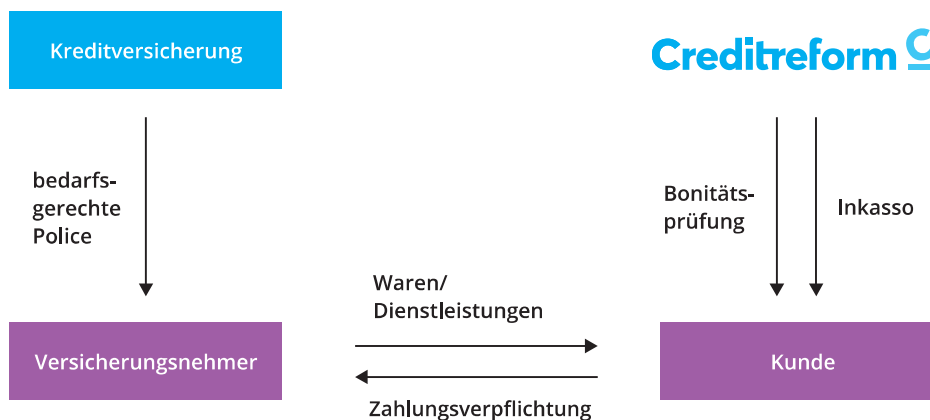 Kreditversicherung
Creditreform C
bedarfs-
gerechte
Police
Bonitäts-
prüfung
Inkasso
Waren/
Dienstleistungen
Versicherungsnehmer
Kunde
Zahlungsverpflichtung